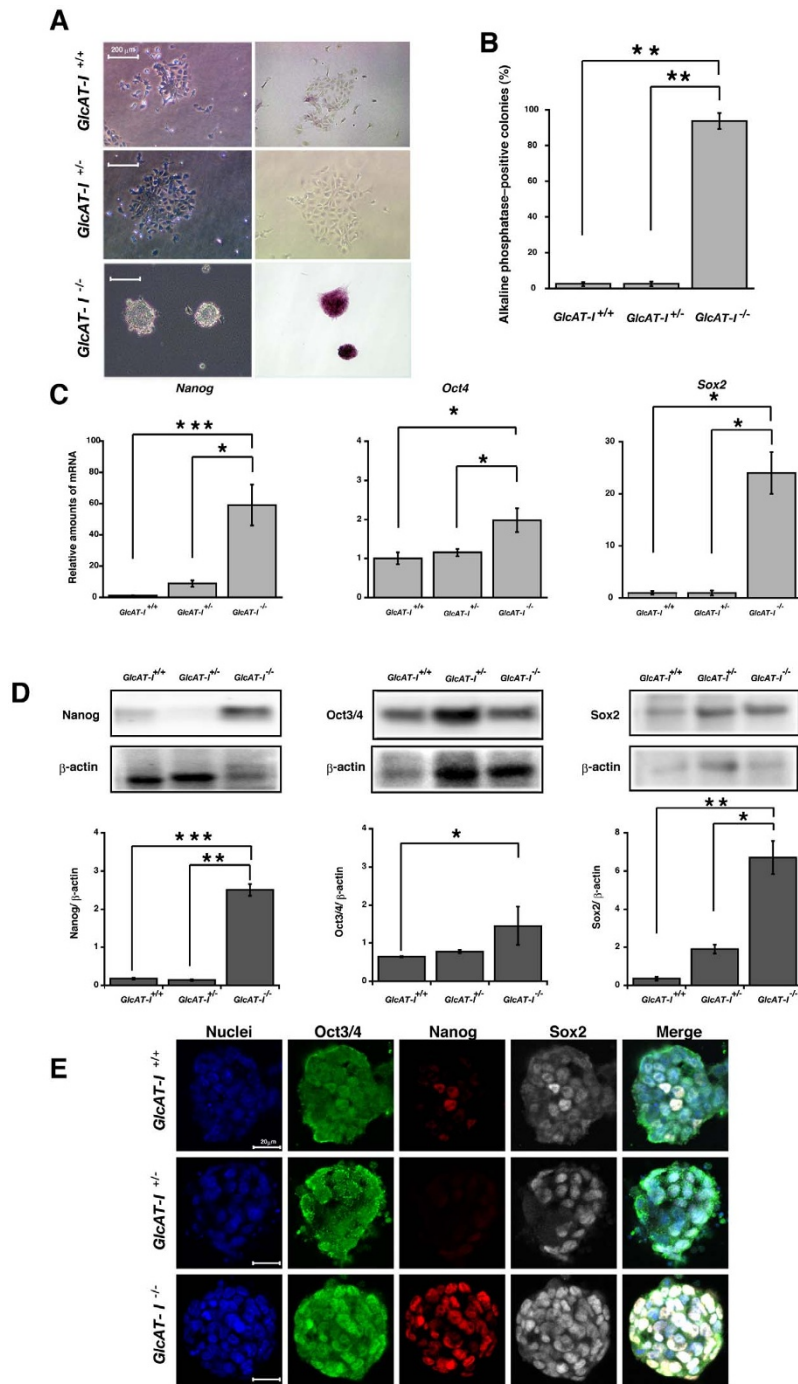 A
200 µm
GlcAT-I +/+
GlcAT-I +/-
GlcAT- I -/-
B
Alkaline phosphatase–positive colonies (%)
** 
**
100
80
60
40
20
0
GlcAT-I+/+ GlcAT-I+/- GlcAT-I-/-
C
Nanog
Relative amounts of mRNA
***
*
100
80
60
40
20
0
GlcAT-I+/+ GlcAT-I+/- GlcAT-I-/-
Oct4
*
*
4
3
2
1
0
GlcAT-I+/+ GlcAT-I+/- GlcAT-I-/-
Sox2
*
*
30
20
10
0
GlcAT-I+/+ GlcAT-I+/- GlcAT-I-/-
D
GlcAT-I+/+ GlcAT-I+/- GlcAT-I-/-
Nanog
β-actin
Nanog/ β-actin
***
**
4
3
2
1
0
GlcAT-I+/+ GlcAT-I+/- GlcAT-I-/-
GlcAT-I+/+ GlcAT-I+/- GlcAT-I-/-
Oct3/4
β-actin
Oct3/4/ β-actin
*
4
3
2
1
0
GlcAT-I+/+ GlcAT-I+/- GlcAT-I-/-
GlcAT-I+/+ GlcAT-I+/- GlcAT-I-/-
Sox2
β-actin
Sox2/ β-actin
**
*
8
6
4
2
0
GlcAT-I+/+ GlcAT-I+/- GlcAT-I-/-
E
Nuclei Oct3/4 Nanog Sox2 Merge
GlcAT-I +/+
20µm
GlcAT-I +/-
GlcAT- I -/-